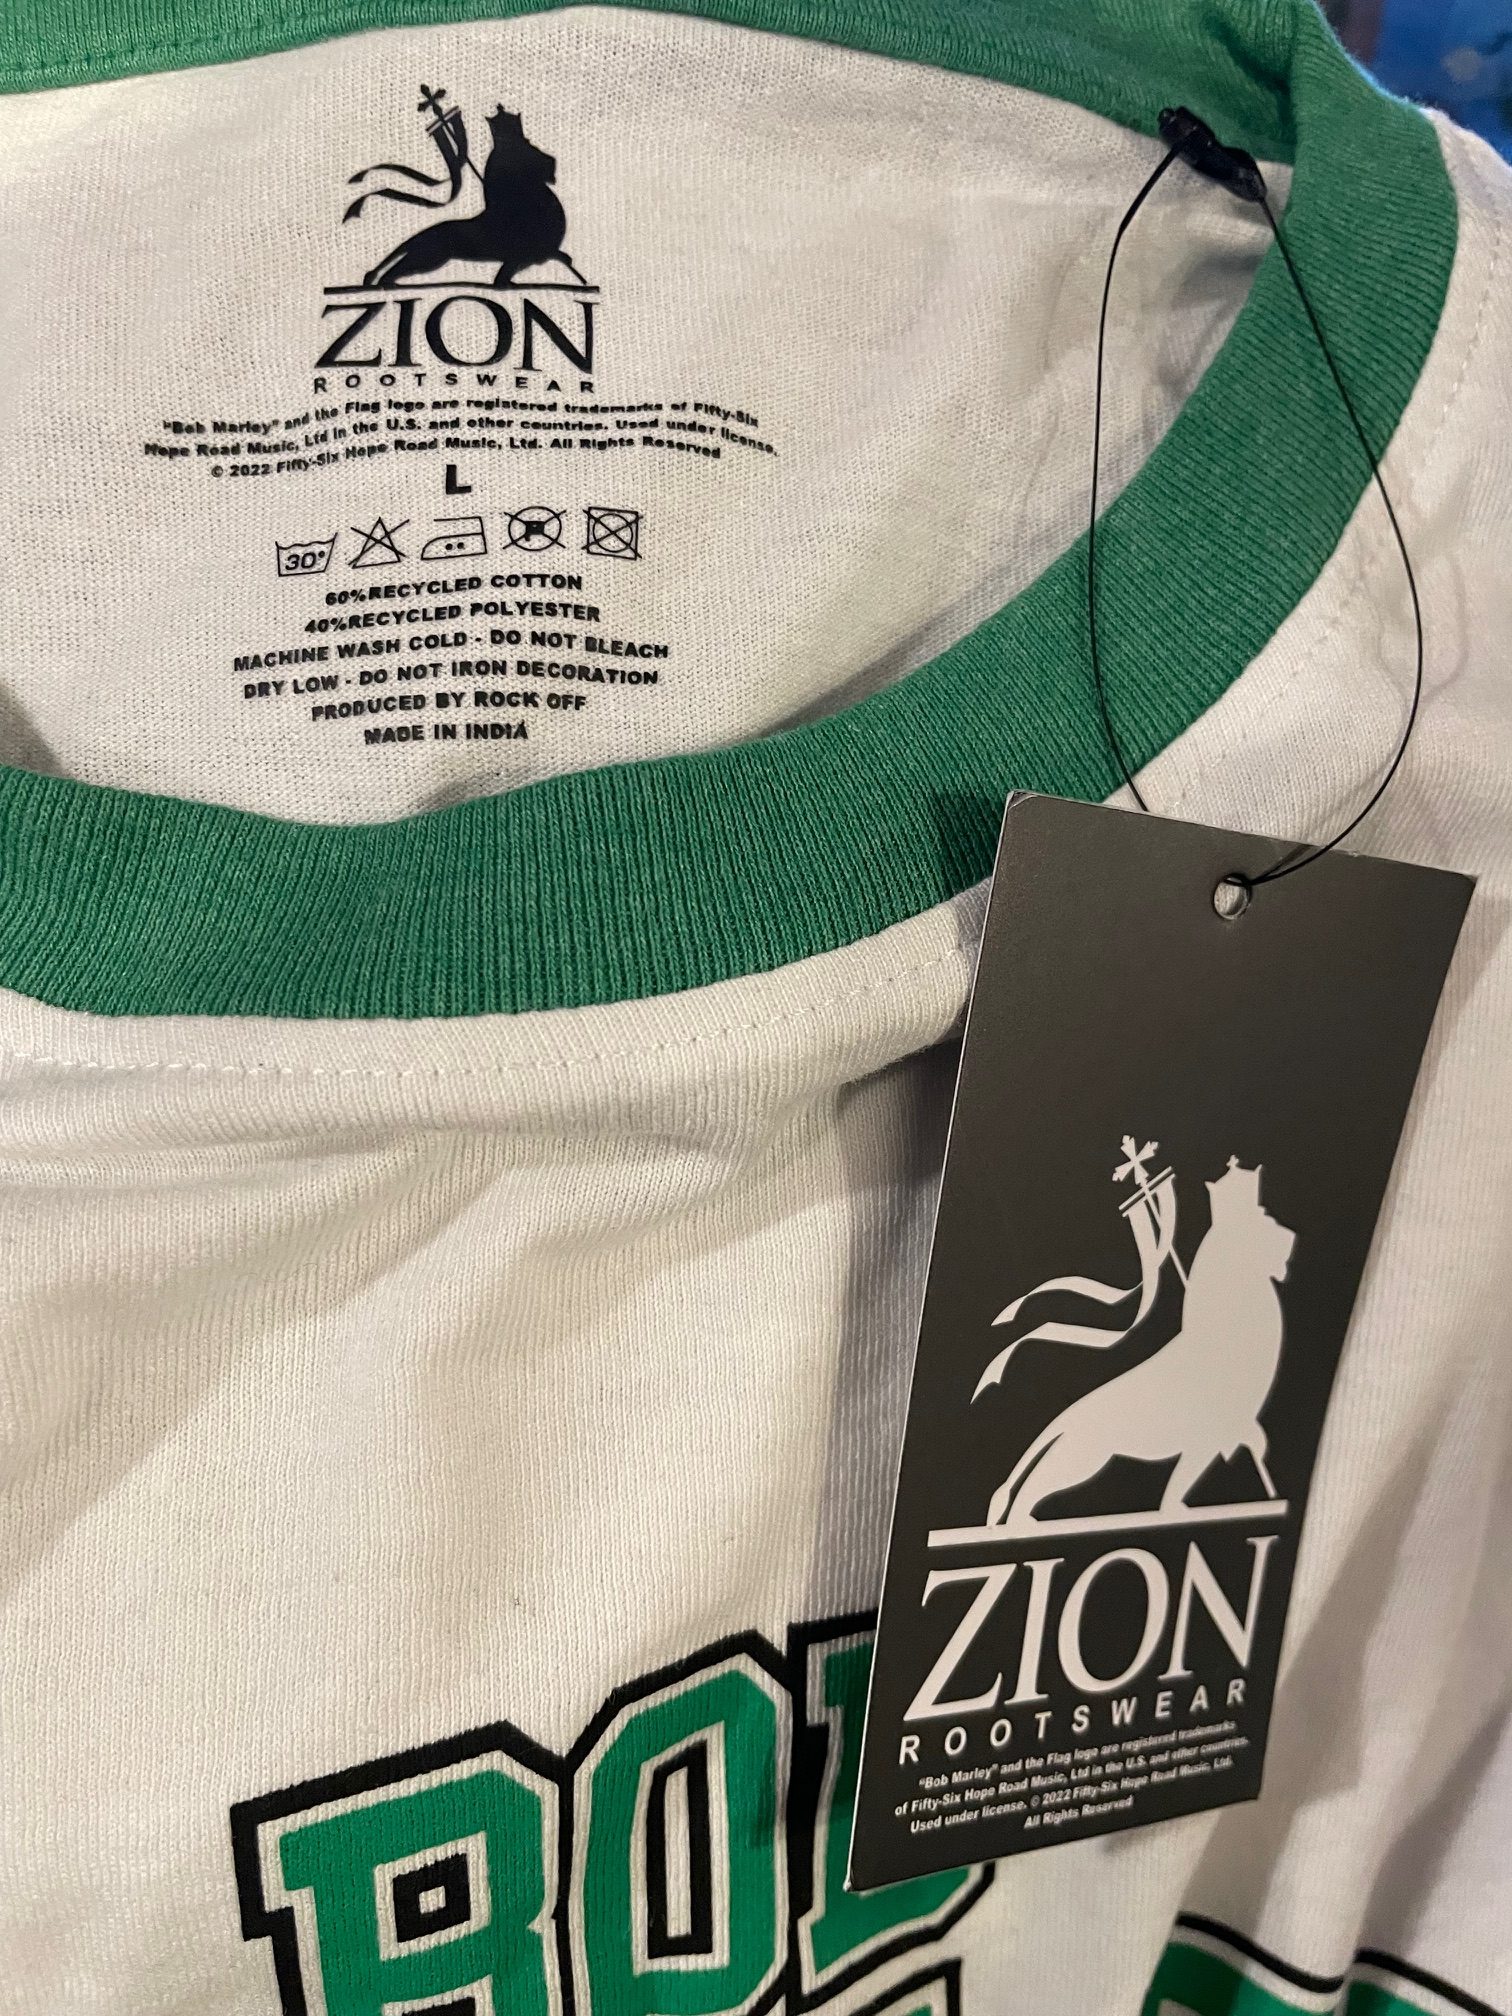 ZION
ROOTSWEAR
"Bob Marley" and the Flag logo are registered trademarks of Fifty-Six
Hope Road Music, Ltd in the U.S. and other countries. Used under license.
© 2022 Fifty-Six Hope Road Music, Ltd. All Rights Reserved
L
30°
P
60%RECYCLED COTTON
40%RECYCLED POLYESTER
MACHINE WASH COLD - DO NOT BLEACH
DRY LOW - DO NOT IRON DECORATION
PRODUCED BY ROCK OFF
MADE IN INDIA
ZION
ROOTSWEAR
"Bob Marley" and the Flag logo are registered trademarks
of Fifty-Six Hope Road Music, Ltd in the U.S. and other countries.
Used under license. © 2022 Fifty-Six Hope Road Music, Ltd.
All Rights Reserved
BOB